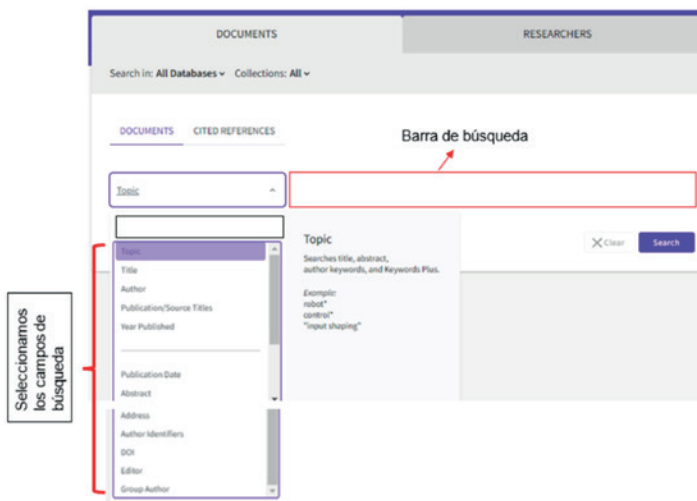 DOCUMENTS
RESEARCHERS
Search in: All Databases Collections: All
DOCUMENTS CITED REFERENCES
Barra de búsqueda
Topic
Topic
Title
Author
Publication/Source Titles
Year Published
Publication Date
Abstract
Address
Author Identifiers
DOI
Editor
Group Author
Topic
Searches title, abstract,
author keywords, and Keywords Plus.
Example:
robot*
control*
"input shaping"
Clear
Search
Seleccionamos
los campos de
búsqueda